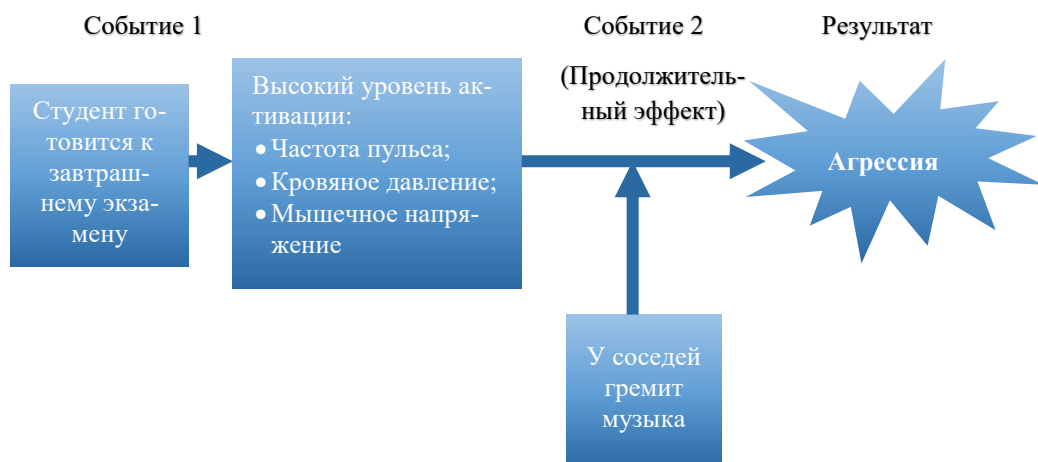 Событие 1
Событие 2
Результат
(Продолжитель-
ный эффект)
Студент го-
товится к
завтраш-
нему экза-
мену
Высокий уровень ак-
тивации:
• Частота пульса;
• Кровяное давление;
• Мышечное напря-
жение
Агрессия
У соседей
гремит
музыка